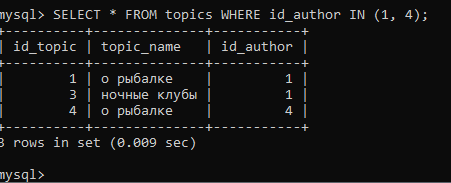 mysql> SELECT * FROM topics WHERE id_author IN (1, 4);
+----------+--------------+-----------+
| id_topic | topic_name | id_author |
+----------+--------------+-----------+
| 1 | о рыбалке | 1 |
| 3 | ночные клубы | 1 |
| 4 | о рыбалке | 4 |
+----------+--------------+-----------+
3 rows in set (0.009 sec)
mysql>